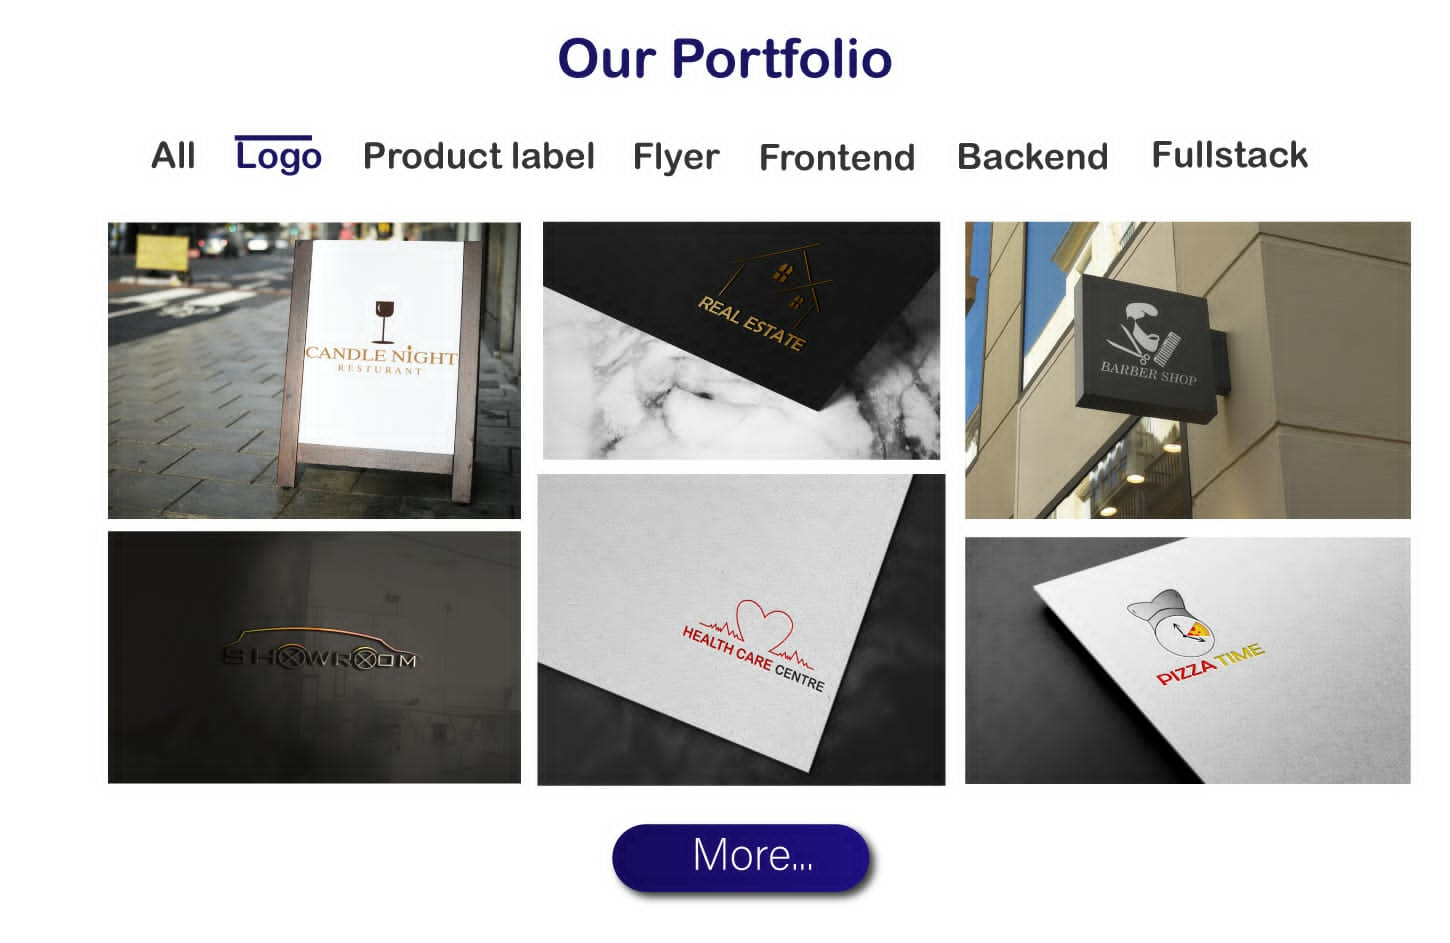 Our Portfolio
All Logo Product label Flyer Frontend Backend Fullstack
CANDLE NIGHT
RESTURANT
REAL ESTATE
BARBER SHOP
SHOWROOM
HEALTH CARE CENTRE
PIZZA TIME
More...